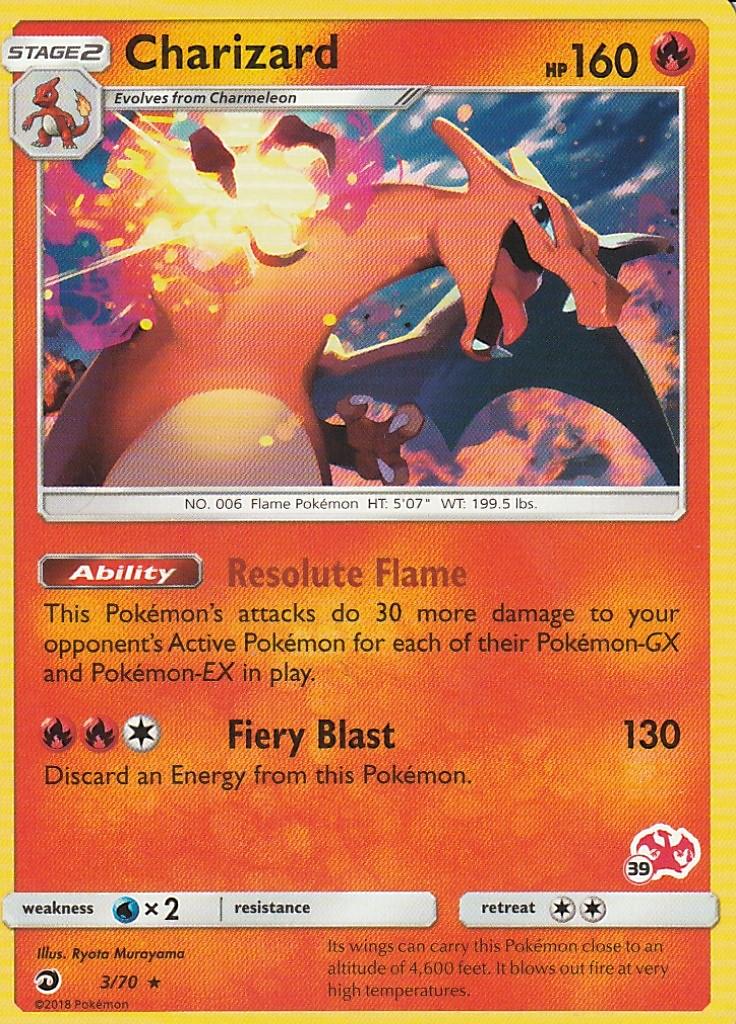 STAGE2
Charizard
HP160
Evolves from Charmeleon
NO. 006 Flame Pokémon HT: 5'07" WT: 199.5 lbs.
Ability Resolute Flame
This Pokémon's attacks do 30 more damage to your
opponent's Active Pokémon for each of their Pokémon-GX
and Pokémon-EX in play.
Fiery Blast 130
Discard an Energy from this Pokémon.
39
weakness ×2 resistance retreat
Illus. Ryota Murayama
3/70 ★
©2018 Pokémon
Its wings can carry this Pokémon close to an
altitude of 4,600 feet. It blows out fire at very
high temperatures.